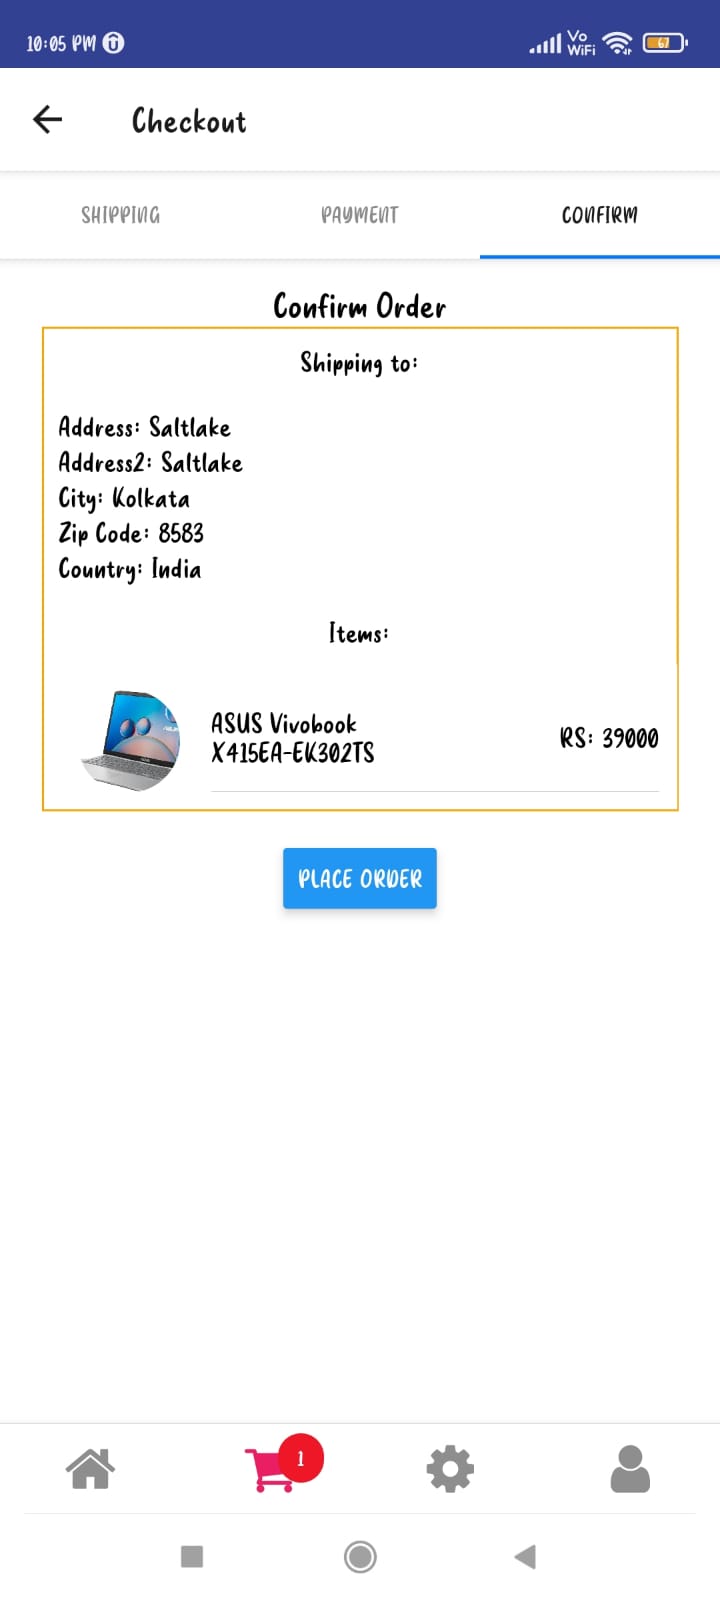 10:05 PM
Vo
WiFi
67
Checkout
SHIPPING
PAYMENT
CONFIRM
Confirm Order
Shipping to:
Address: Saltlake
Address2: Saltlake
City: Kolkata
Zip Code: 8583
Country: India
Items:
ASUS Vivobook
X415EA-EK302TS
RS: 39000
PLACE ORDER
1